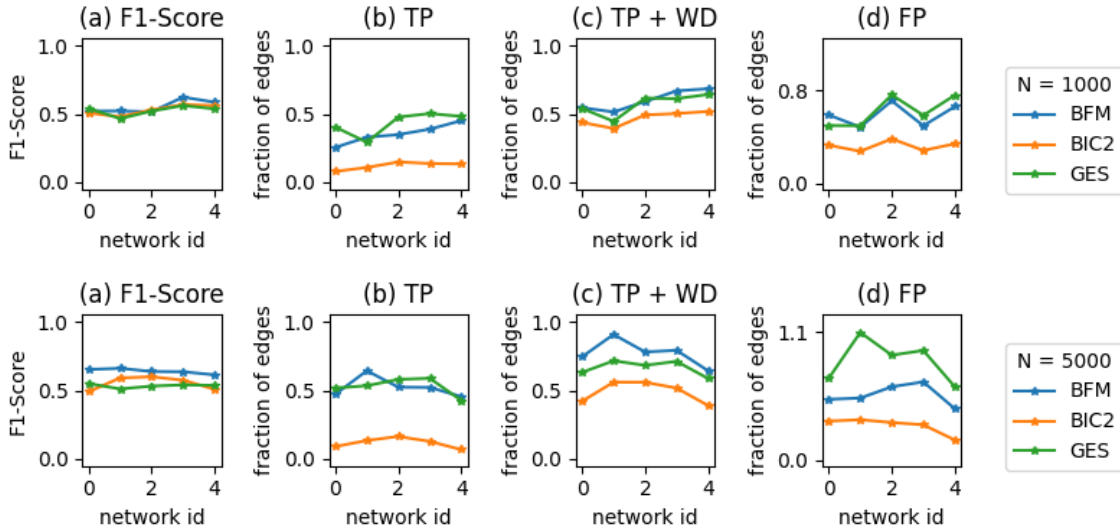 (a) F1-Score
(b) TP
(c) TP + WD
(d) FP
F1-Score
1.0
0.5
0.0
0 2 4
network id
fraction of edges
1.0
0.5
0.0
0 2 4
network id
fraction of edges
1.0
0.5
0.0
0 2 4
network id
fraction of edges
0.8
0.0
0 2 4
network id
N = 1000
BFM
BIC2
GES
(a) F1-Score
(b) TP
(c) TP + WD
(d) FP
F1-Score
1.0
0.5
0.0
0 2 4
network id
fraction of edges
1.0
0.5
0.0
0 2 4
network id
fraction of edges
1.0
0.5
0.0
0 2 4
network id
fraction of edges
1.1
0.0
0 2 4
network id
N = 5000
BFM
BIC2
GES